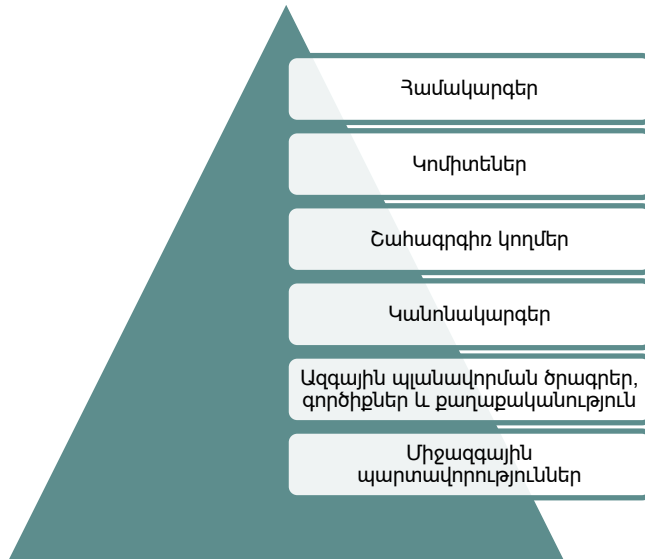 Համակարգեր
Կոմիտեներ
Շահագրգիռ կողմեր
Կանոնակարգեր
Ազգային պլանավորման ծրագրեր,
գործիքներ և քաղաքականություն
Միջազգային
պարտավորություններ